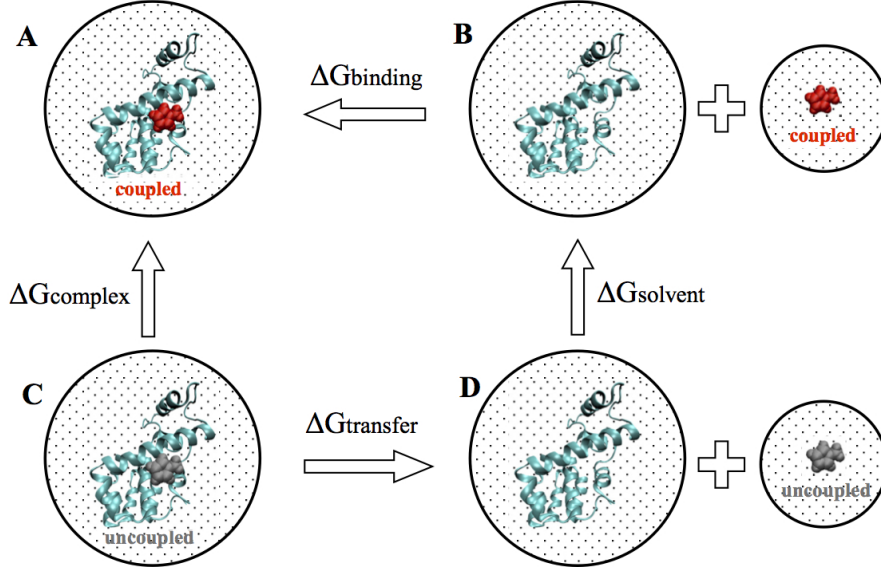 A
B
ΔGbinding
coupled
coupled
ΔGcomplex
ΔGsolvent
C
D
ΔGtransfer
uncoupled
uncoupled